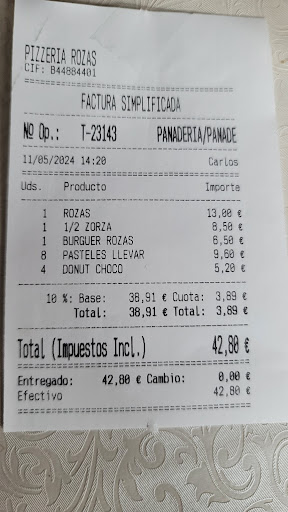 PIZZERIA ROZAS
CIF: B44884401
FACTURA SIMPLIFICADA
Nº Op.: T-23143 PANADERIA/PANADE
11/05/2024 14:20 Carlos
Uds. Producto Importe
1 ROZAS 13,00 €
1 1/2 ZORZA 8,50 €
1 BURGUER ROZAS 6,50 €
8 PASTELES LLEVAR 9,60 €
4 DONUT CHOCO 5,20 €
10 %: Base: 38,91 € Cuota: 3,89 €
Total: 38,91 € Total: 3,89 €
Total (Impuestos Incl.) 42,80 €
Entregado: 42,80 € Cambio: 0,00 €
Efectivo 42,80 €